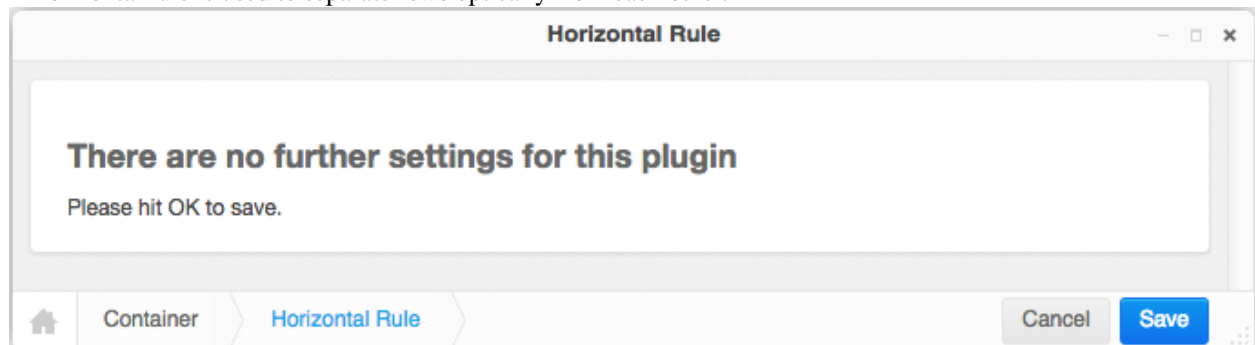 Horizontal Rule
There are no further settings for this plugin
Please hit OK to save.
Container
Horizontal Rule
Cancel
Save